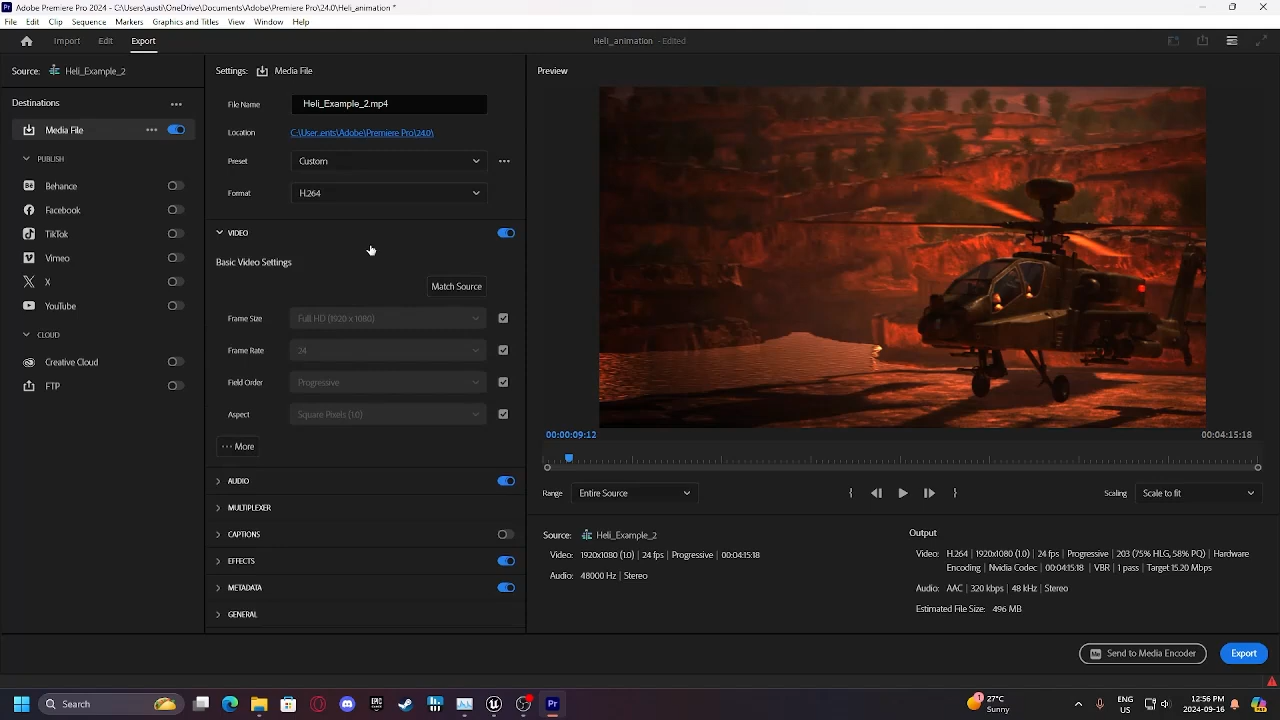 Adobe Premiere Pro 2024 - C:\Users\austi\OneDrive\Documents\Adobe\Premiere Pro\24.0\Heli_animation *
File Edit Clip Sequence Markers Graphics and Titles View Window Help
Import Edit Export
Heli_animation - Edited
Source: Heli_Example_2
Destinations
Media File
PUBLISH
Behance
Facebook
TikTok
Vimeo
X
YouTube
CLOUD
Creative Cloud
FTP
Settings: Media File
File Name Heli_Example_2.mp4
Location C:\User.ents\Adobe\Premiere Pro\24.0\
Preset Custom
Format H.264
VIDEO
Basic Video Settings
Match Source
Frame Size Full HD (1920 x 1080)
Frame Rate 24
Field Order Progressive
Aspect Square Pixels (1.0)
More
AUDIO
MULTIPLEXER
CAPTIONS
EFFECTS
METADATA
GENERAL
Preview
00:00:09:12 00:04:15:18
Range Entire Source
Scaling Scale to fit
Source: Heli_Example_2
Video: 1920x1080 (1.0) | 24 fps | Progressive | 00:04:15:18
Audio: 48000 Hz | Stereo
Output
Video: H.264 | 1920x1080 (1.0) | 24 fps | Progressive | 203 (75% HLG, 58% PQ) | Hardware
Encoding | Nvidia Codec | 00:04:15:18 | VBR | 1 pass | Target 15.20 Mbps
Audio: AAC | 320 kbps | 48 kHz | Stereo
Estimated File Size: 496 MB
Send to Media Encoder
Export
Search
27°C
Sunny
ENG
US
12:56 PM
2024-09-16